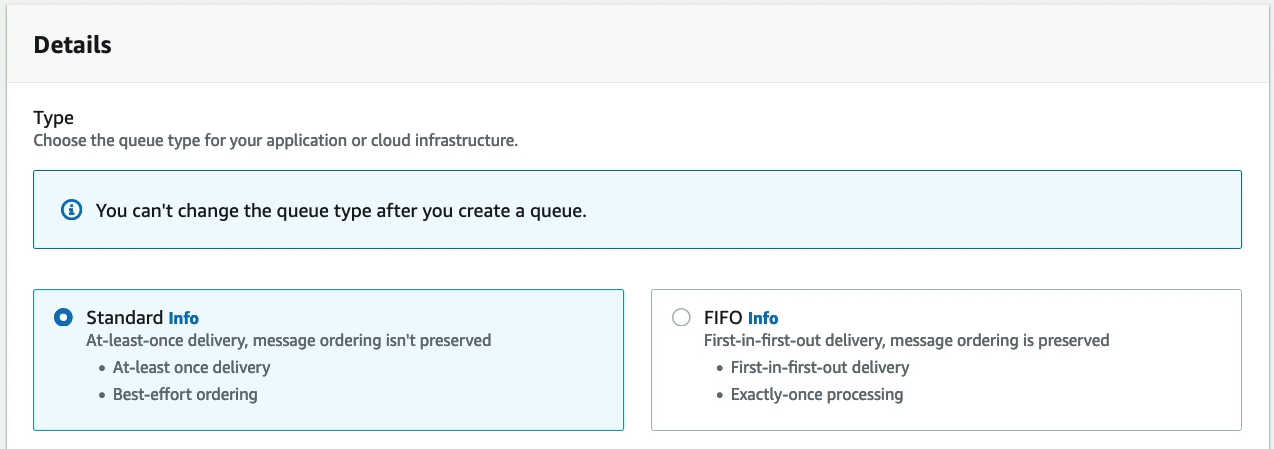 Details
Type
Choose the queue type for your application or cloud infrastructure.
You can't change the queue type after you create a queue.
Standard Info
At-least-once delivery, message ordering isn't preserved
• At-least once delivery
• Best-effort ordering
FIFO Info
First-in-first-out delivery, message ordering is preserved
• First-in-first-out delivery
• Exactly-once processing